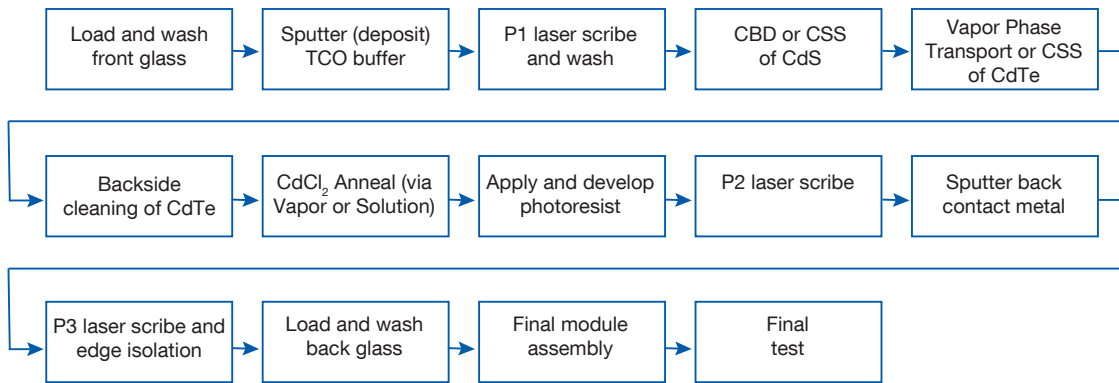 Load and wash
front glass
Sputter (deposit)
TCO buffer
P1 laser scribe
and wash
CBD or CSS
of CdS
Vapor Phase
Transport or CSS
of CdTe
Backside
cleaning of CdTe
CdCl₂ Anneal (via
Vapor or Solution)
Apply and develop
photoresist
P2 laser scribe
Sputter back
contact metal
P3 laser scribe and
edge isolation
Load and wash
back glass
Final module
assembly
Final
test